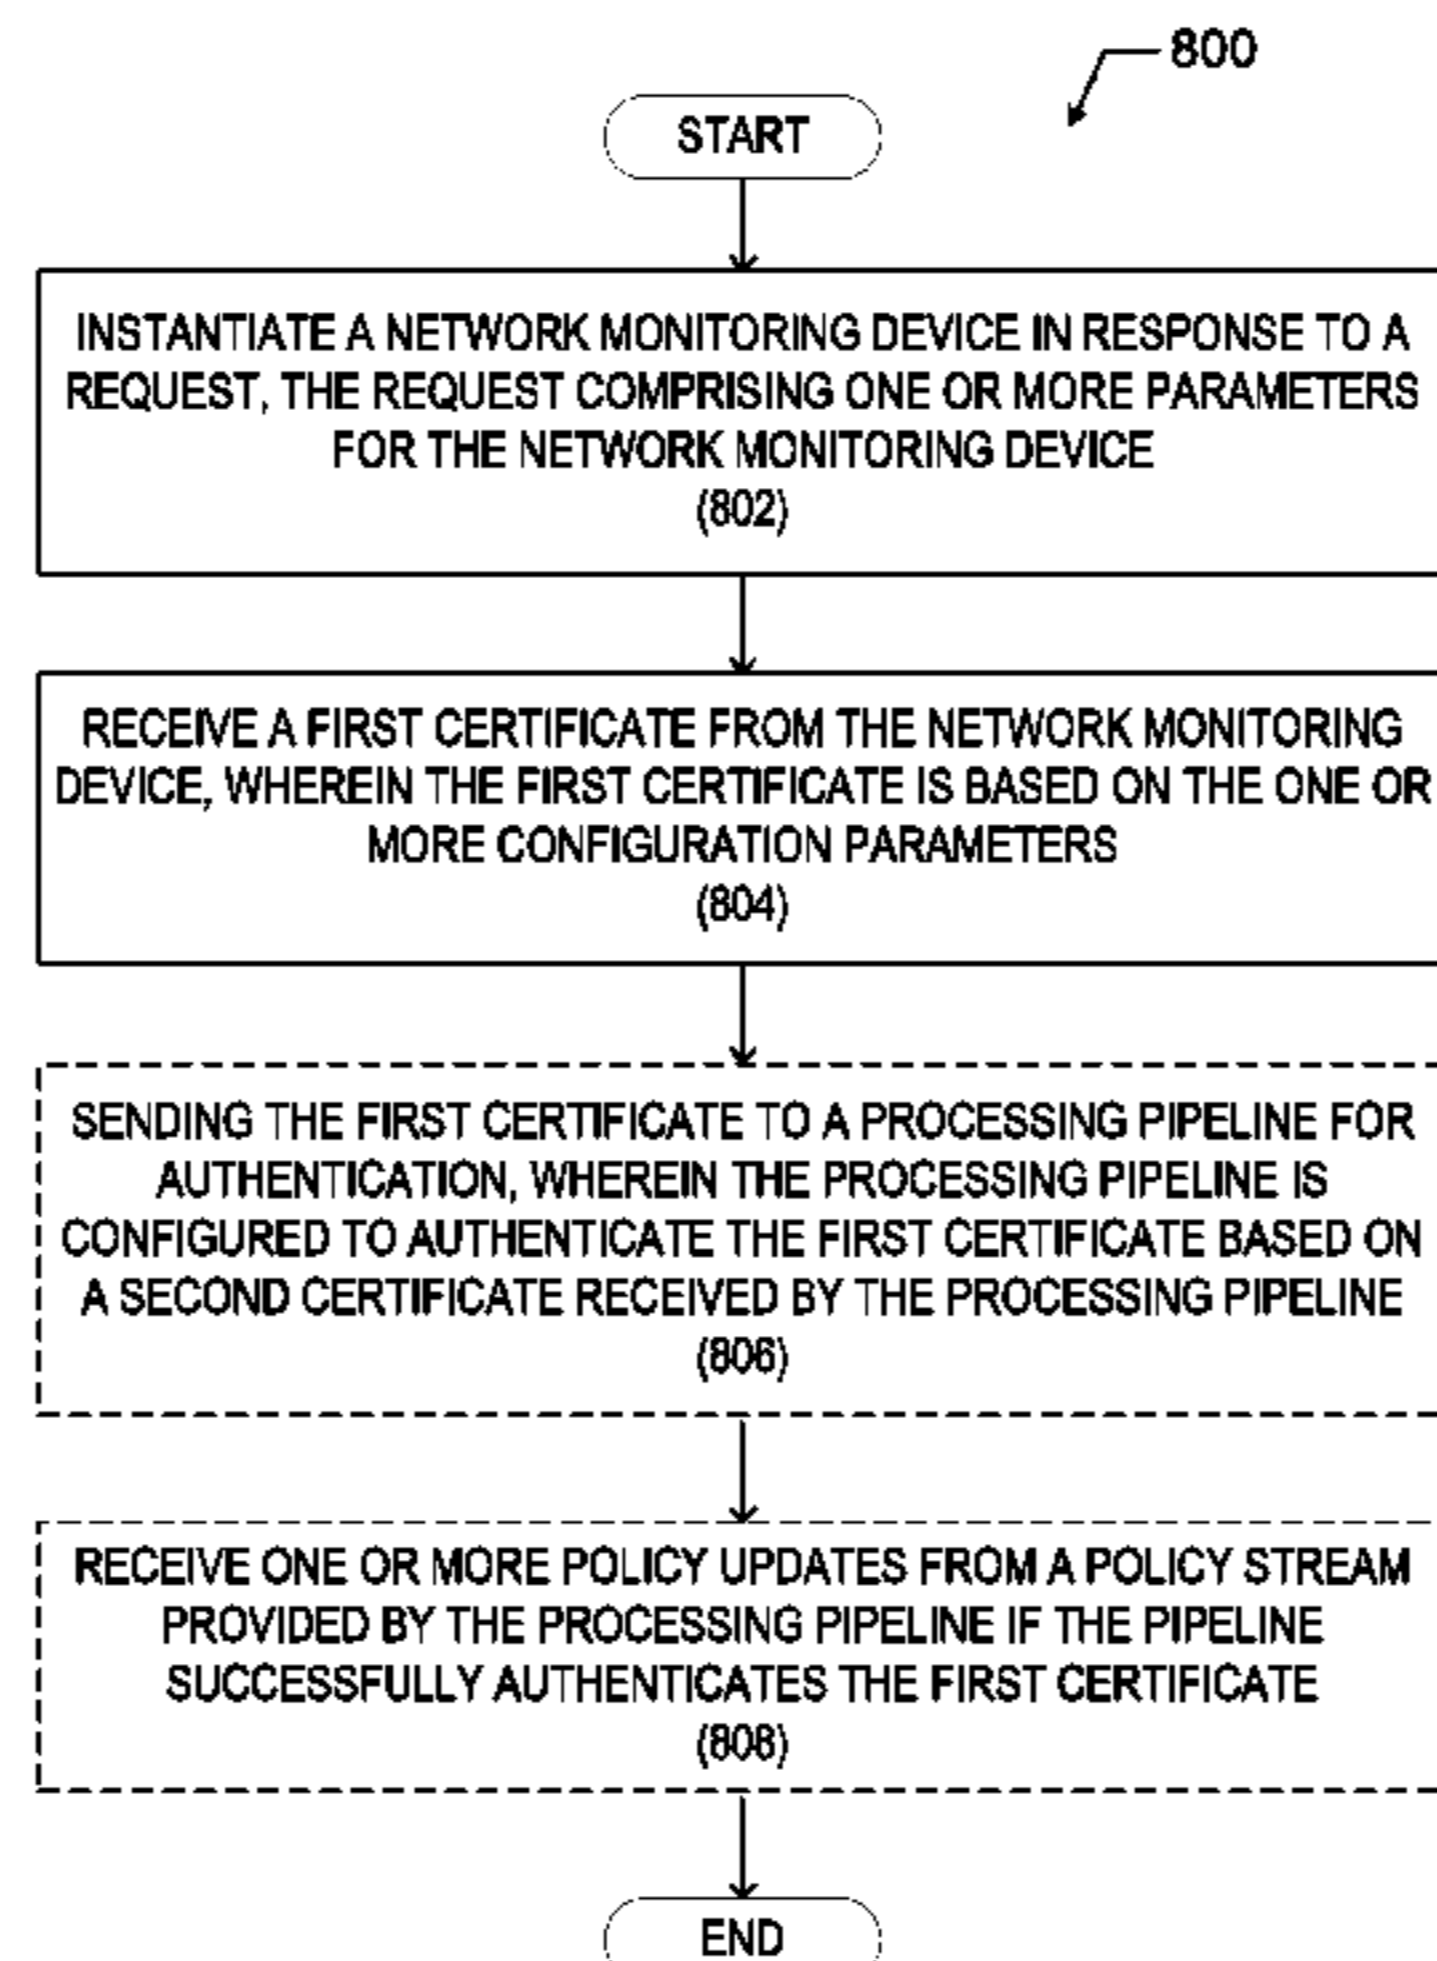 800
START
INSTANTIATE A NETWORK MONITORING DEVICE IN RESPONSE TO A
REQUEST, THE REQUEST COMPRISING ONE OR MORE PARAMETERS
FOR THE NETWORK MONITORING DEVICE
(802)
RECEIVE A FIRST CERTIFICATE FROM THE NETWORK MONITORING
DEVICE, WHEREIN THE FIRST CERTIFICATE IS BASED ON THE ONE OR
MORE CONFIGURATION PARAMETERS
(804)
SENDING THE FIRST CERTIFICATE TO A PROCESSING PIPELINE FOR
AUTHENTICATION, WHEREIN THE PROCESSING PIPELINE IS
CONFIGURED TO AUTHENTICATE THE FIRST CERTIFICATE BASED ON
A SECOND CERTIFICATE RECEIVED BY THE PROCESSING PIPELINE
(806)
RECEIVE ONE OR MORE POLICY UPDATES FROM A POLICY STREAM
PROVIDED BY THE PROCESSING PIPELINE IF THE PIPELINE
SUCCESSFULLY AUTHENTICATES THE FIRST CERTIFICATE
(808)
END